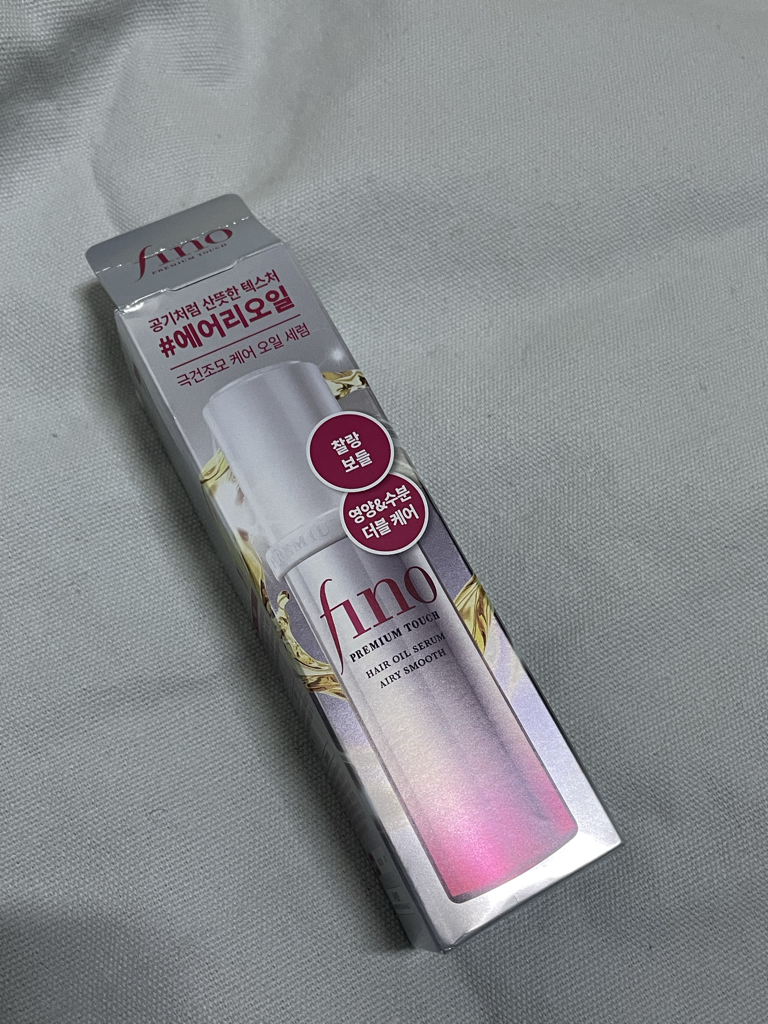 fino
PREMIUM TOUCH
공기처럼 산뜻한 텍스처
#에어리오일
극건조모 케어 오일 세럼
찰랑
보들
영양&수분
더블 케어
fino
PREMIUM TOUCH
HAIR OIL SERUM
AIRY SMOOTH